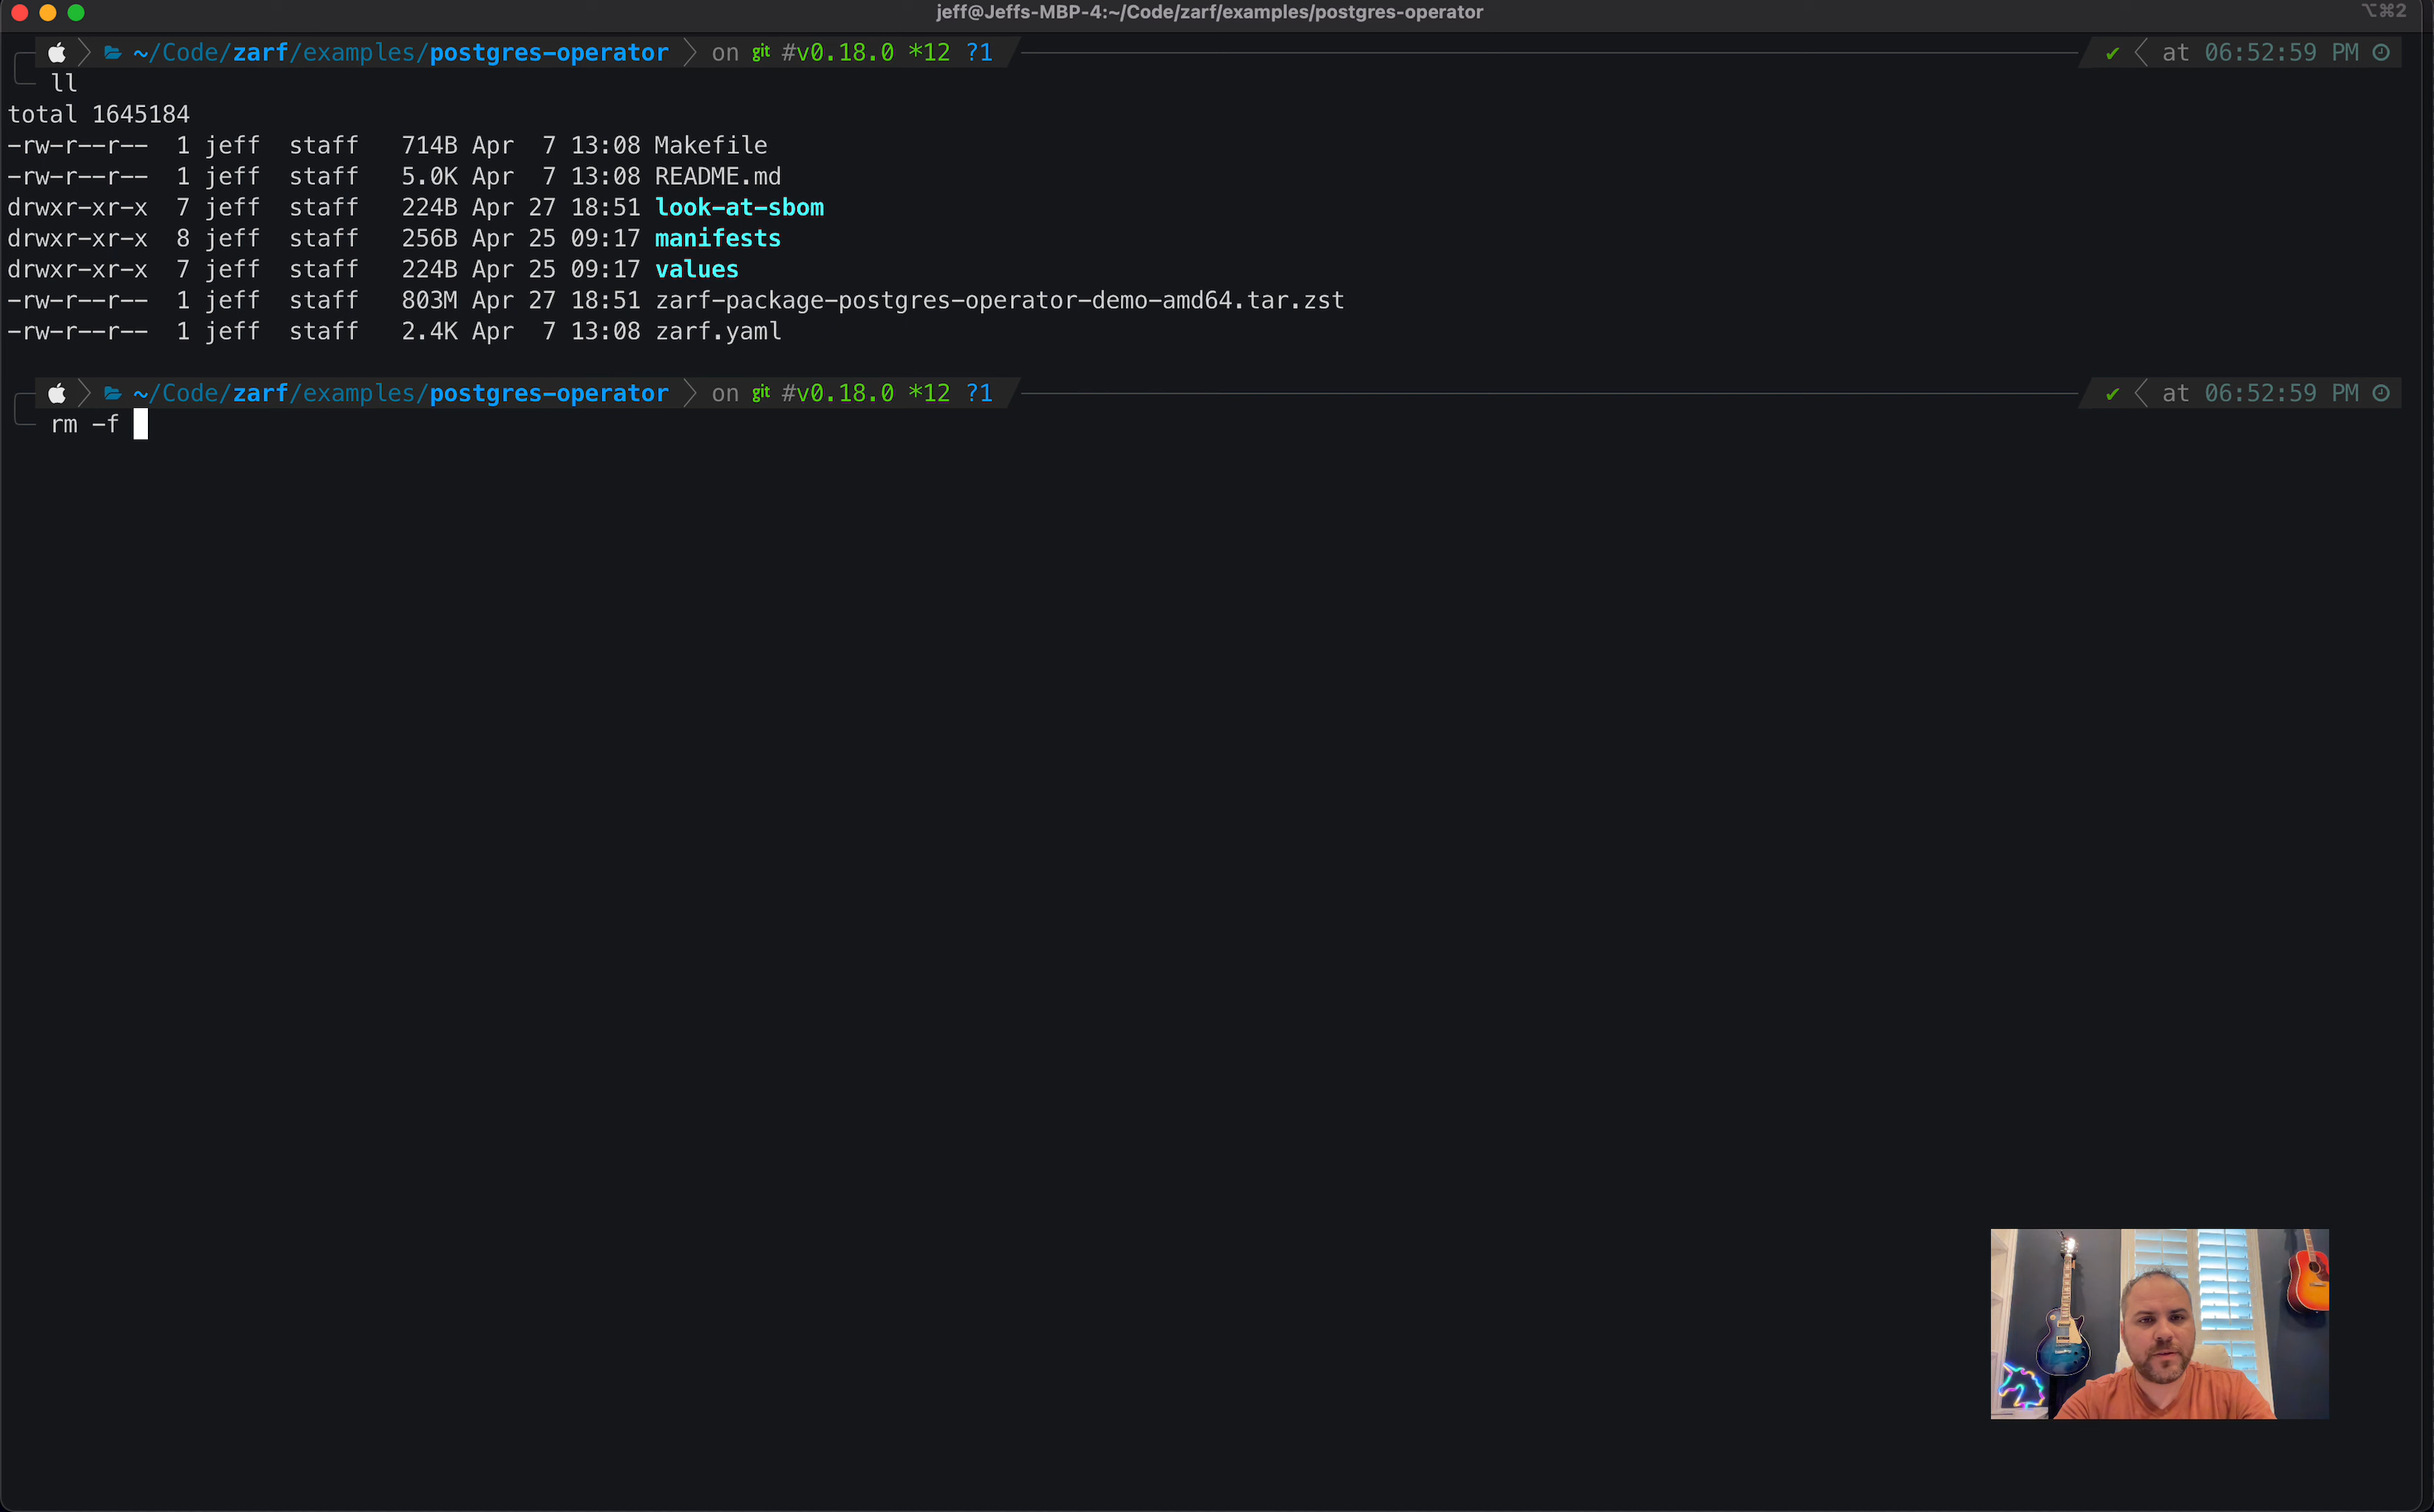 jeff@Jeffs-MBP-4:~/Code/zarf/examples/postgres-operator ⌥⌘2
~/Code/zarf/examples/postgres-operator on git #v0.18.0 *12 ?1 ✔ at 06:52:59 PM
ll
total 1645184
-rw-r--r-- 1 jeff staff 714B Apr 7 13:08 Makefile
-rw-r--r-- 1 jeff staff 5.0K Apr 7 13:08 README.md
drwxr-xr-x 7 jeff staff 224B Apr 27 18:51 look-at-sbom
drwxr-xr-x 8 jeff staff 256B Apr 25 09:17 manifests
drwxr-xr-x 7 jeff staff 224B Apr 25 09:17 values
-rw-r--r-- 1 jeff staff 803M Apr 27 18:51 zarf-package-postgres-operator-demo-amd64.tar.zst
-rw-r--r-- 1 jeff staff 2.4K Apr 7 13:08 zarf.yaml
~/Code/zarf/examples/postgres-operator on git #v0.18.0 *12 ?1 ✔ at 06:52:59 PM
rm -f